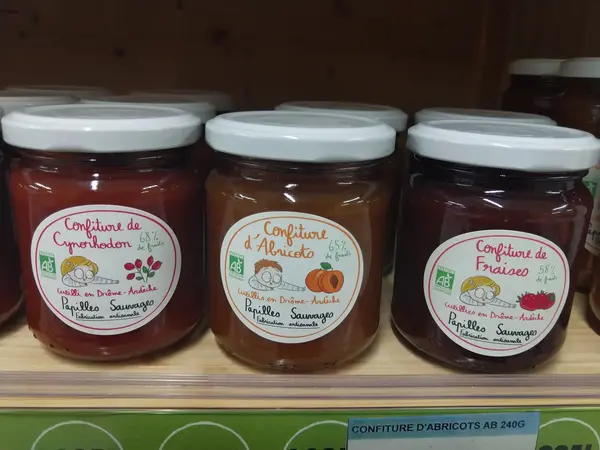 Confiture de
Cynorhodon
68%
de fruits
AB
cueilli en Drôme-Ardèche
Papilles Sauvages
fabrication artisanale
Confiture
d'Abricots
65%
de fruits
AB
cueillis en Drôme-Ardèche
Papilles Sauvages
fabrication artisanale
Confiture de
Fraises
58%
de fruits
AB
cueillies en Drôme-Ardèche
Papilles Sauvages
fabrication artisanale
CONFITURE D'ABRICOTS AB 240G